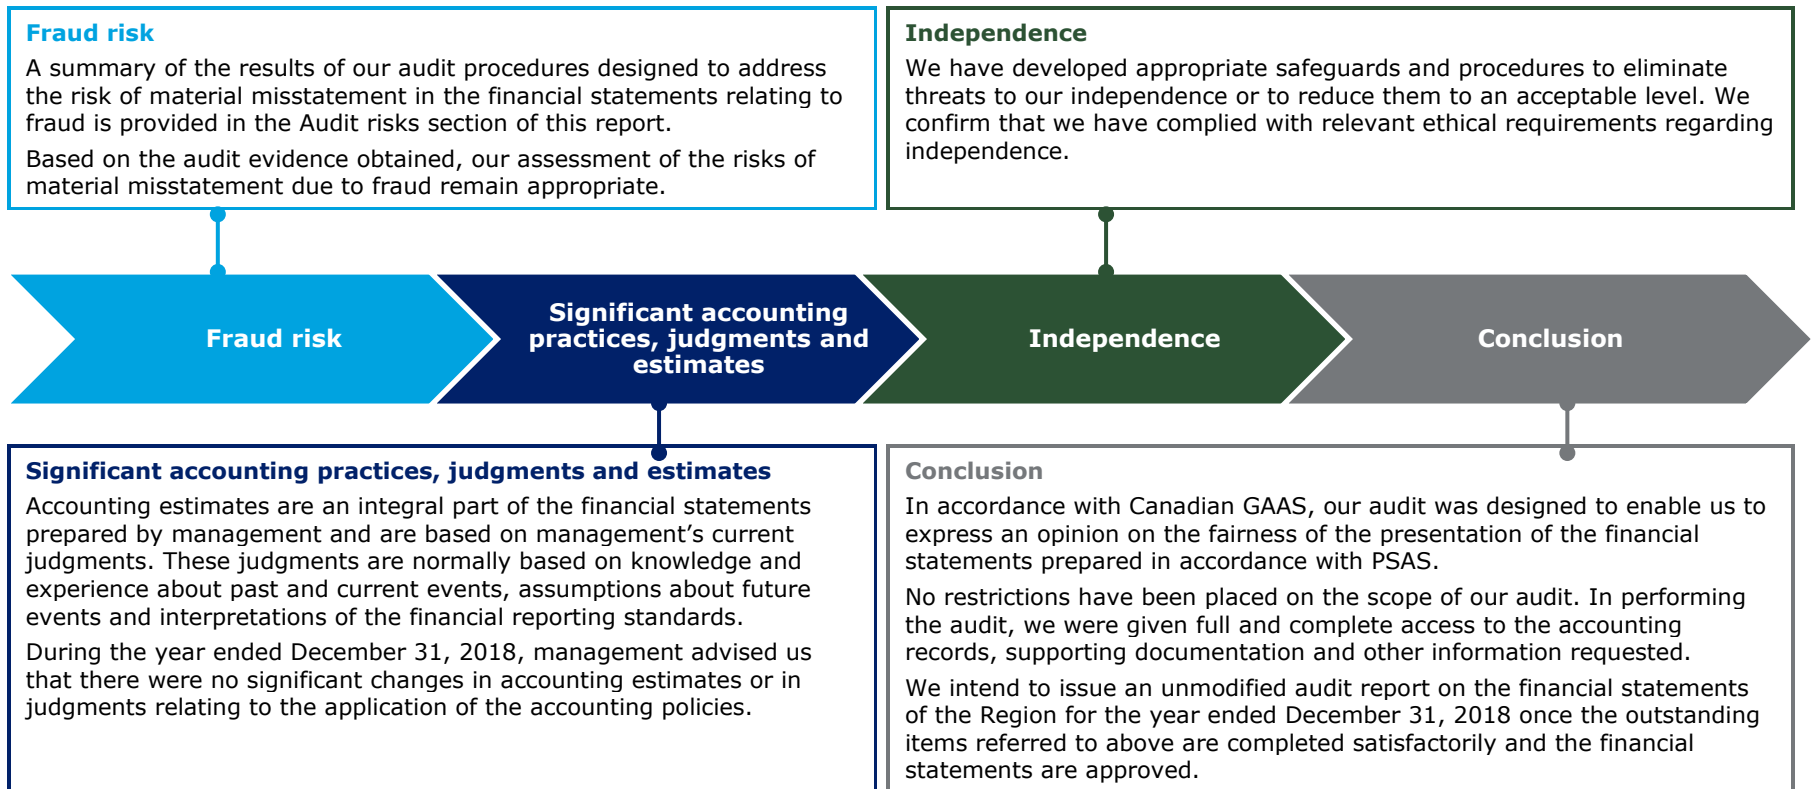 Fraud risk
A summary of the results of our audit procedures designed to address
the risk of material misstatement in the financial statements relating to
fraud is provided in the Audit risks section of this report.
Based on the audit evidence obtained, our assessment of the risks of
material misstatement due to fraud remain appropriate.
Independence
We have developed appropriate safeguards and procedures to eliminate
threats to our independence or to reduce them to an acceptable level. We
confirm that we have complied with relevant ethical requirements regarding
independence.
Fraud risk
Significant accounting
practices, judgments and
estimates
Independence
Conclusion
Significant accounting practices, judgments and estimates
Accounting estimates are an integral part of the financial statements
prepared by management and are based on management’s current
judgments. These judgments are normally based on knowledge and
experience about past and current events, assumptions about future
events and interpretations of the financial reporting standards.
During the year ended December 31, 2018, management advised us
that there were no significant changes in accounting estimates or in
judgments relating to the application of the accounting policies.
Conclusion
In accordance with Canadian GAAS, our audit was designed to enable us to
express an opinion on the fairness of the presentation of the financial
statements prepared in accordance with PSAS.
No restrictions have been placed on the scope of our audit. In performing
the audit, we were given full and complete access to the accounting
records, supporting documentation and other information requested.
We intend to issue an unmodified audit report on the financial statements
of the Region for the year ended December 31, 2018 once the outstanding
items referred to above are completed satisfactorily and the financial
statements are approved.